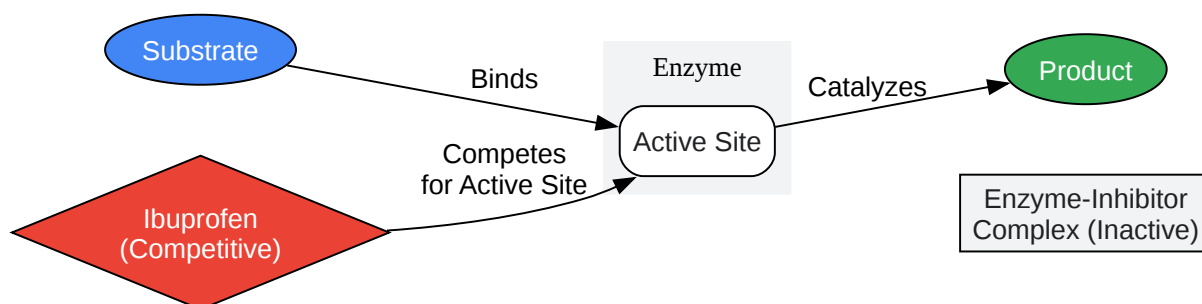 Substrate
Binds
Enzyme
Active Site
Catalyzes
Product
Competes
for Active Site
Ibuprofen
(Competitive)
Enzyme-Inhibitor
Complex (Inactive)